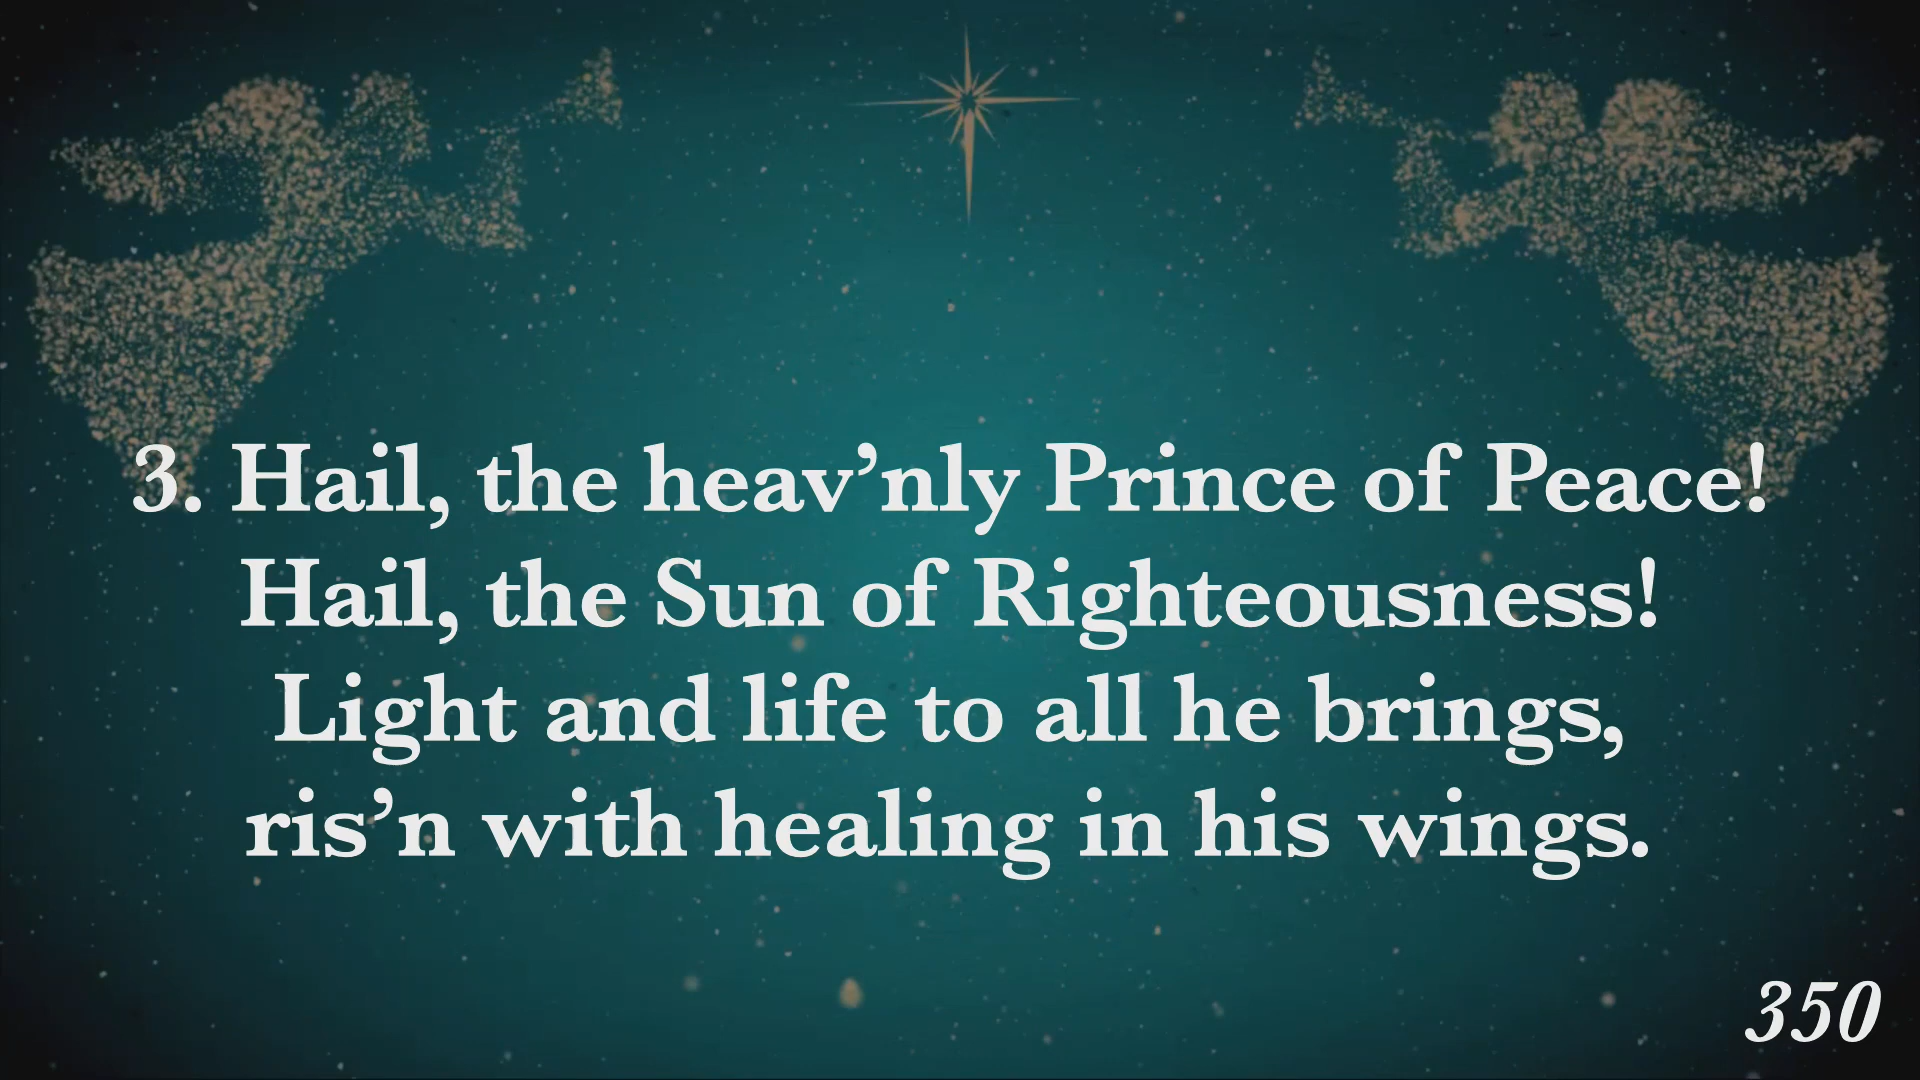 3. Hail, the heav’nly Prince of Peace!
Hail, the Sun of Righteousness!
Light and life to all he brings,
ris’n with healing in his wings.
350